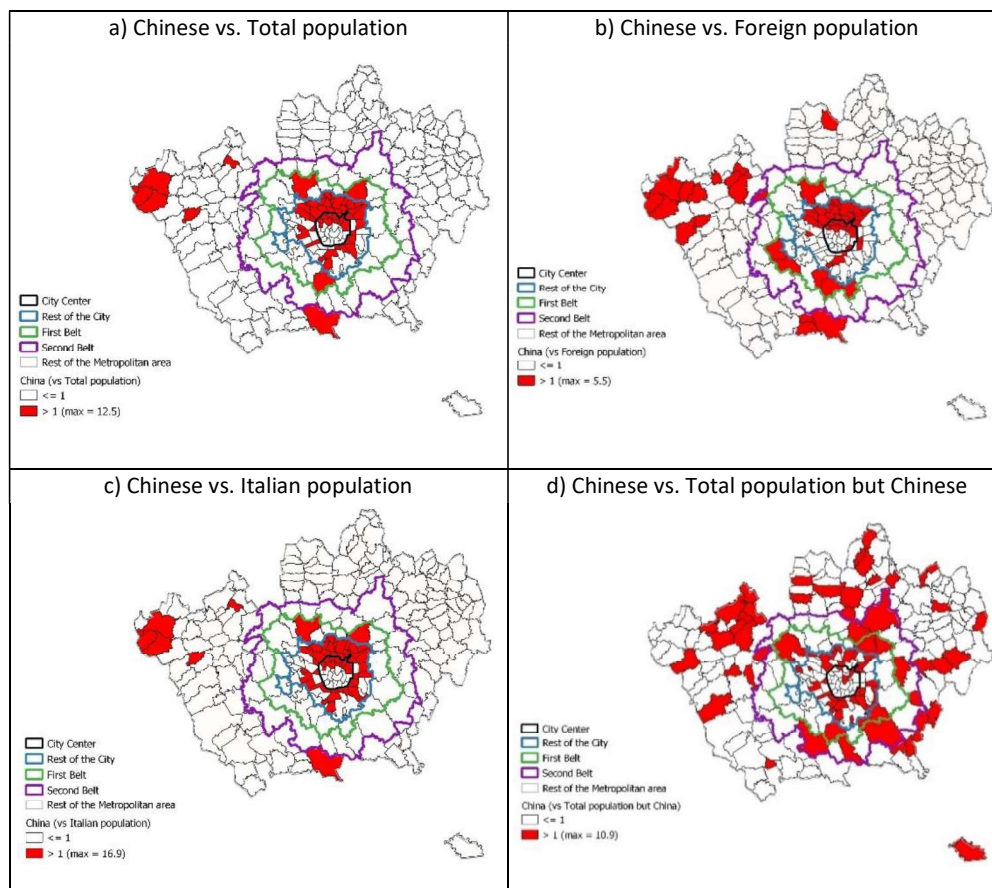 a) Chinese vs. Total population
City Center
Rest of the City
First Belt
Second Belt
Rest of the Metropolitan area
China (vs Total population)
<= 1
> 1 (max = 12.5)
b) Chinese vs. Foreign population
City Center
Rest of the City
First Belt
Second Belt
Rest of the Metropolitan area
China (vs Foreign population)
<= 1
> 1 (max = 5.5)
c) Chinese vs. Italian population
City Center
Rest of the City
First Belt
Second Belt
Rest of the Metropolitan area
China (vs Italian population)
<= 1
> 1 (max = 16.9)
d) Chinese vs. Total population but Chinese
City Center
Rest of the City
First Belt
Second Belt
Rest of the Metropolitan area
China (vs Total population but China)
<= 1
> 1 (max = 10.9)